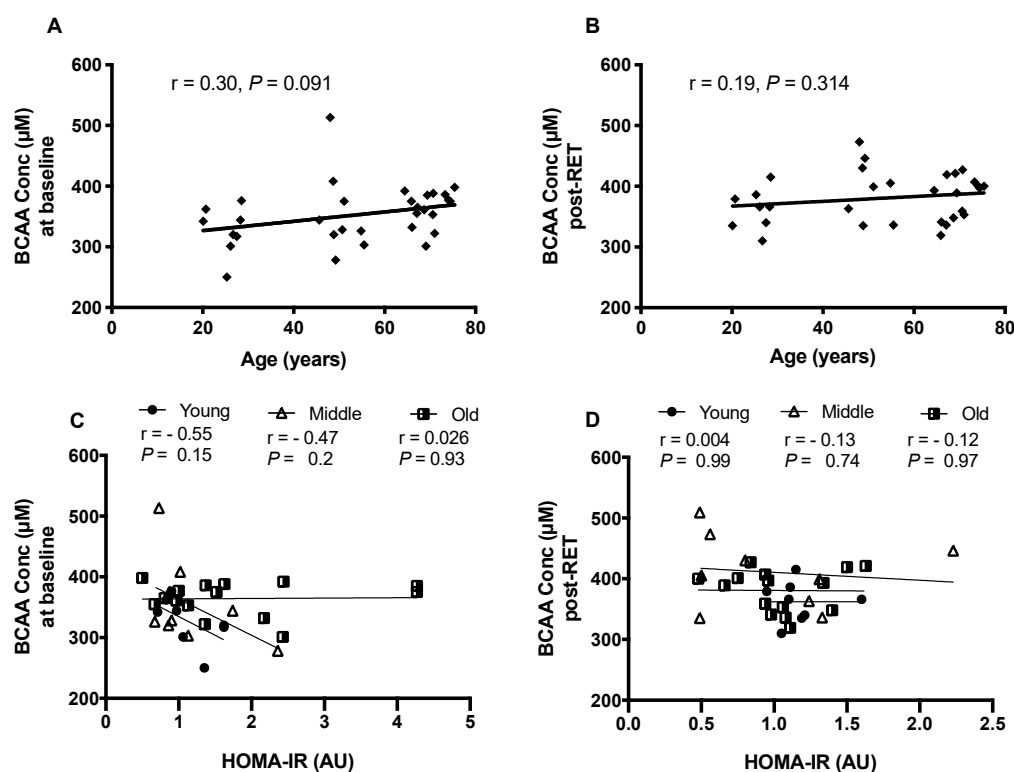 A
B
600
500
400
300
200
0
20
40
60
80
BCAA Conc (µM)
at baseline
Age (years)
r = 0.30, P = 0.091
600
500
400
300
200
0
20
40
60
80
BCAA Conc (µM)
post-RET
Age (years)
r = 0.19, P = 0.314
C
Young
Middle
Old
r = - 0.55
r = - 0.47
r = 0.026
P = 0.15
P = 0.2
P = 0.93
600
500
400
300
200
0
1
2
3
4
5
BCAA Conc (µM)
at baseline
HOMA-IR (AU)
D
Young
Middle
Old
r = 0.004
r = - 0.13
r = - 0.12
P = 0.99
P = 0.74
P = 0.97
600
500
400
300
200
0.0
0.5
1.0
1.5
2.0
2.5
BCAA Conc (µM)
post-RET
HOMA-IR (AU)